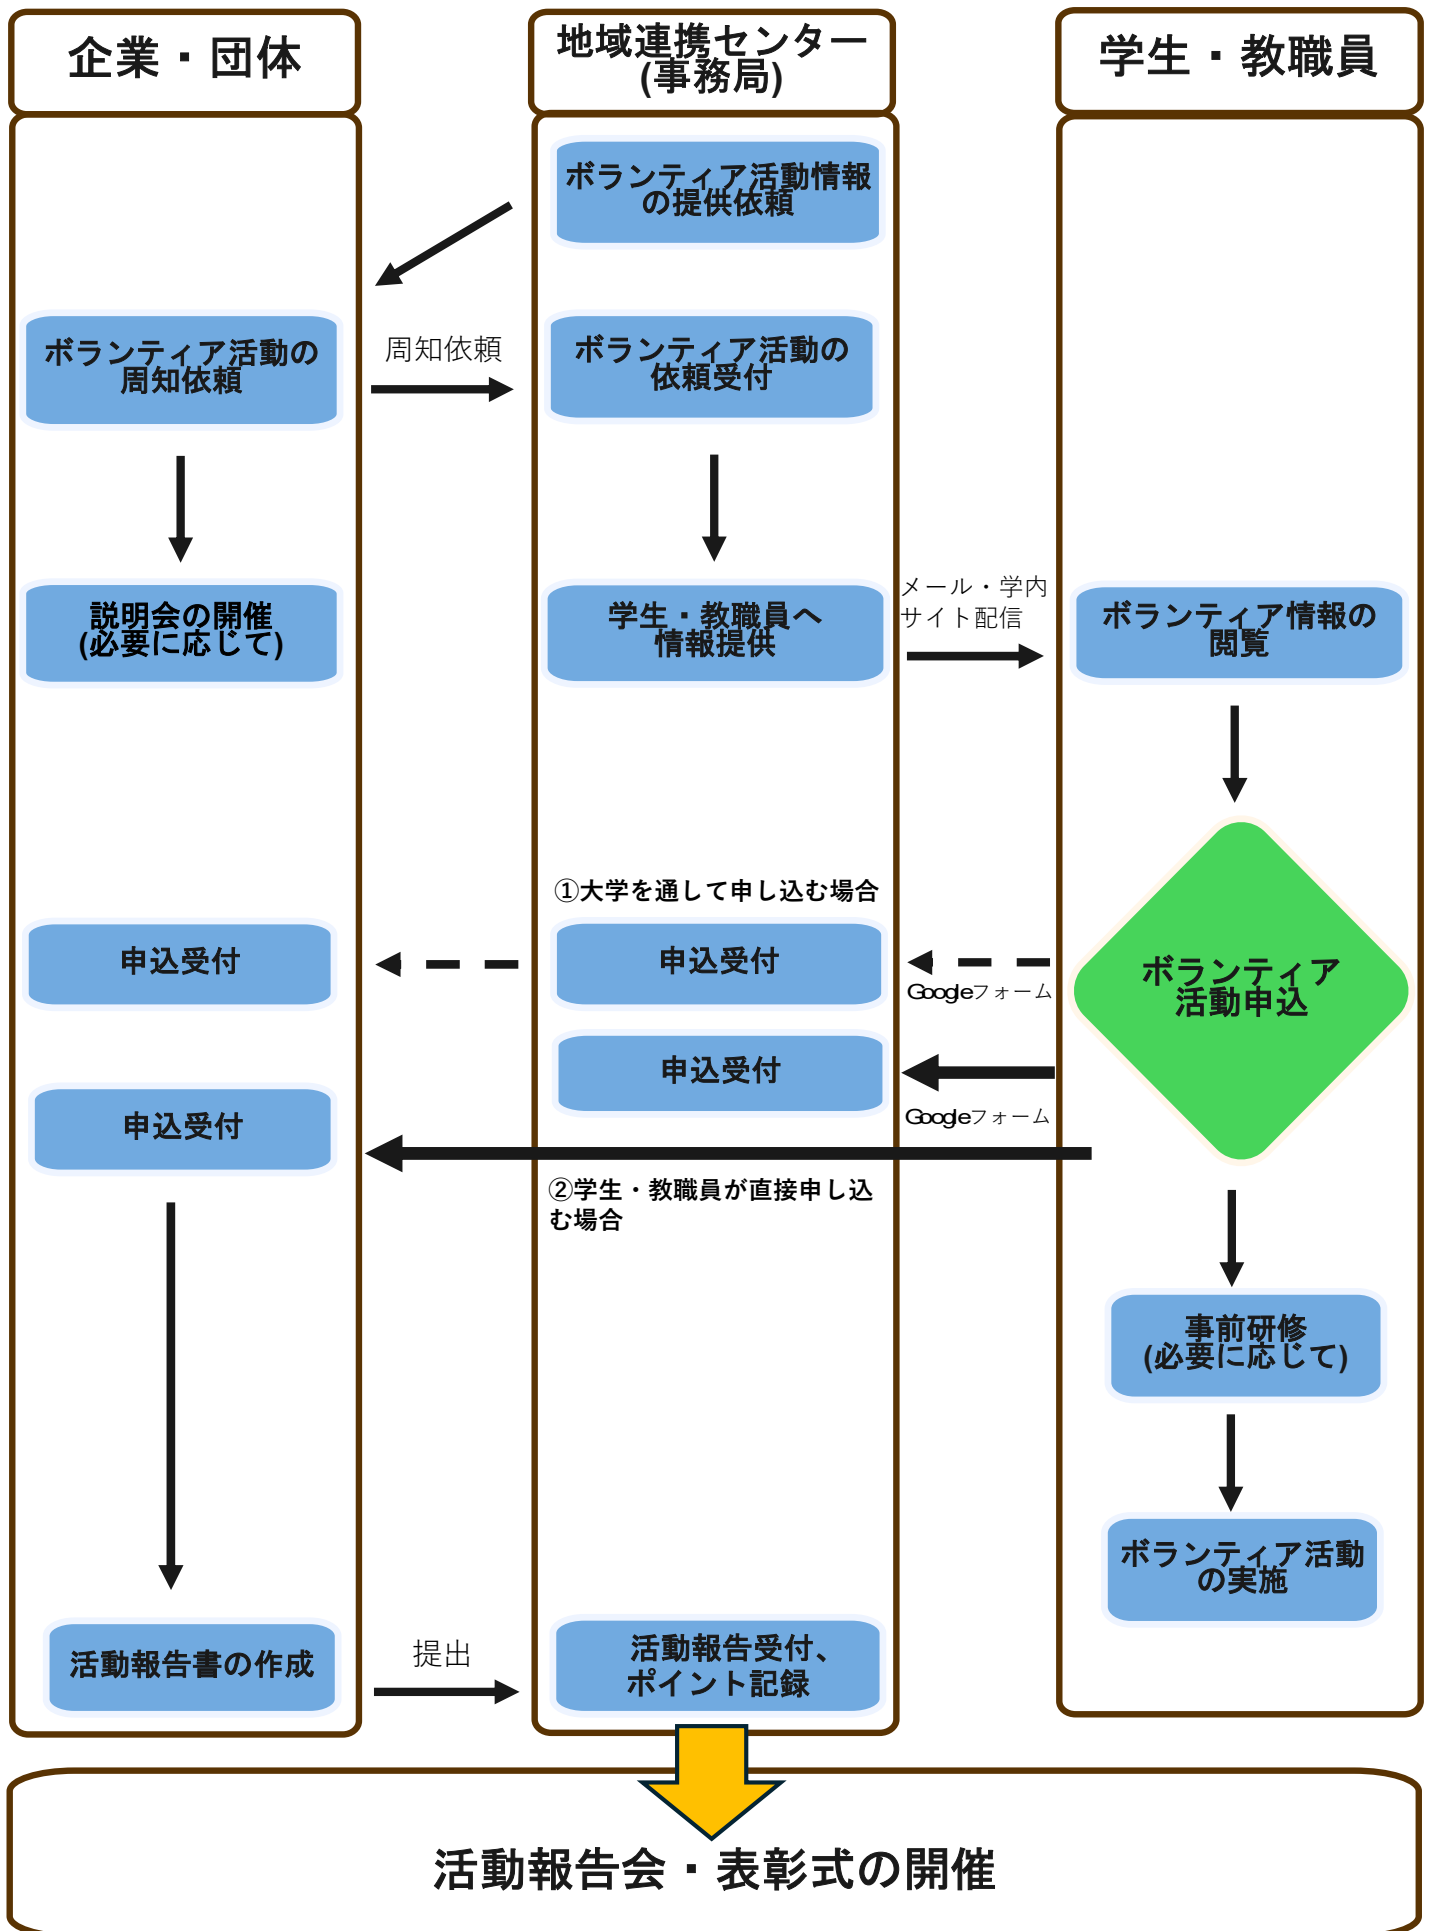 企業・団体
地域連携センター
(事務局)
学生・教職員
ボランティア活動情報
の提供依頼
ボランティア活動の
周知依頼
周知依頼
ボランティア活動の
依頼受付
説明会の開催
(必要に応じて)
学生・教職員へ
情報提供
メール・学内
サイト配信
ボランティア情報の
閲覧
①大学を通して申し込む場合
申込受付
申込受付
Googleフォーム
ボランティア
活動申込
申込受付
申込受付
Googleフォーム
②学生・教職員が直接申し込
む場合
事前研修
(必要に応じて)
ボランティア活動
の実施
活動報告書の作成
提出
活動報告受付、
ポイント記録
活動報告会・表彰式の開催